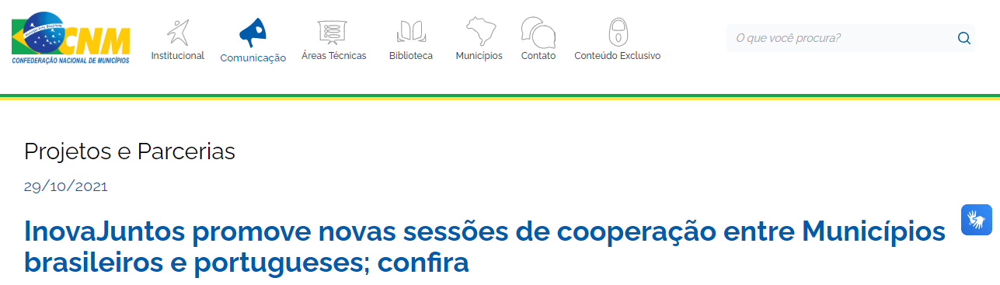 CNM
CONFEDERAÇÃO NACIONAL DE MUNICÍPIOS
Institucional
Comunicação
Áreas Técnicas
Biblioteca
Municípios
Contato
Conteúdo Exclusivo
O que você procura?
Projetos e Parcerias
29/10/2021
InovaJuntos promove novas sessões de cooperação entre Municípios
brasileiros e portugueses; confira